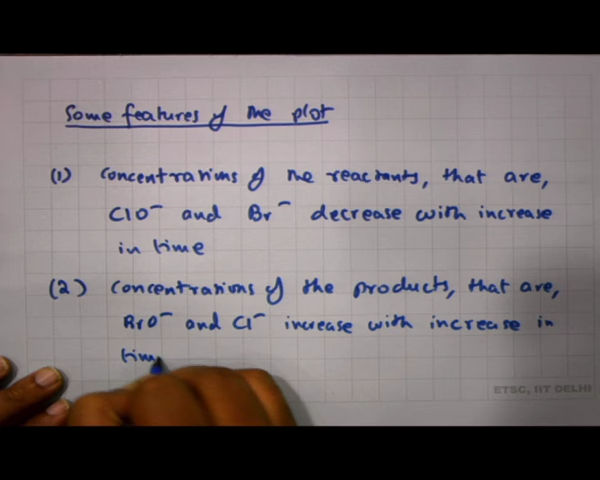 Some features of the plot
(1) Concentrations of the reactants, that are,
ClO⁻ and Br⁻ decrease with increase
in time
(2) Concentrations of the products, that are,
BrO⁻ and Cl⁻ increase with increase in
tim
ETSC, IIT DELHI